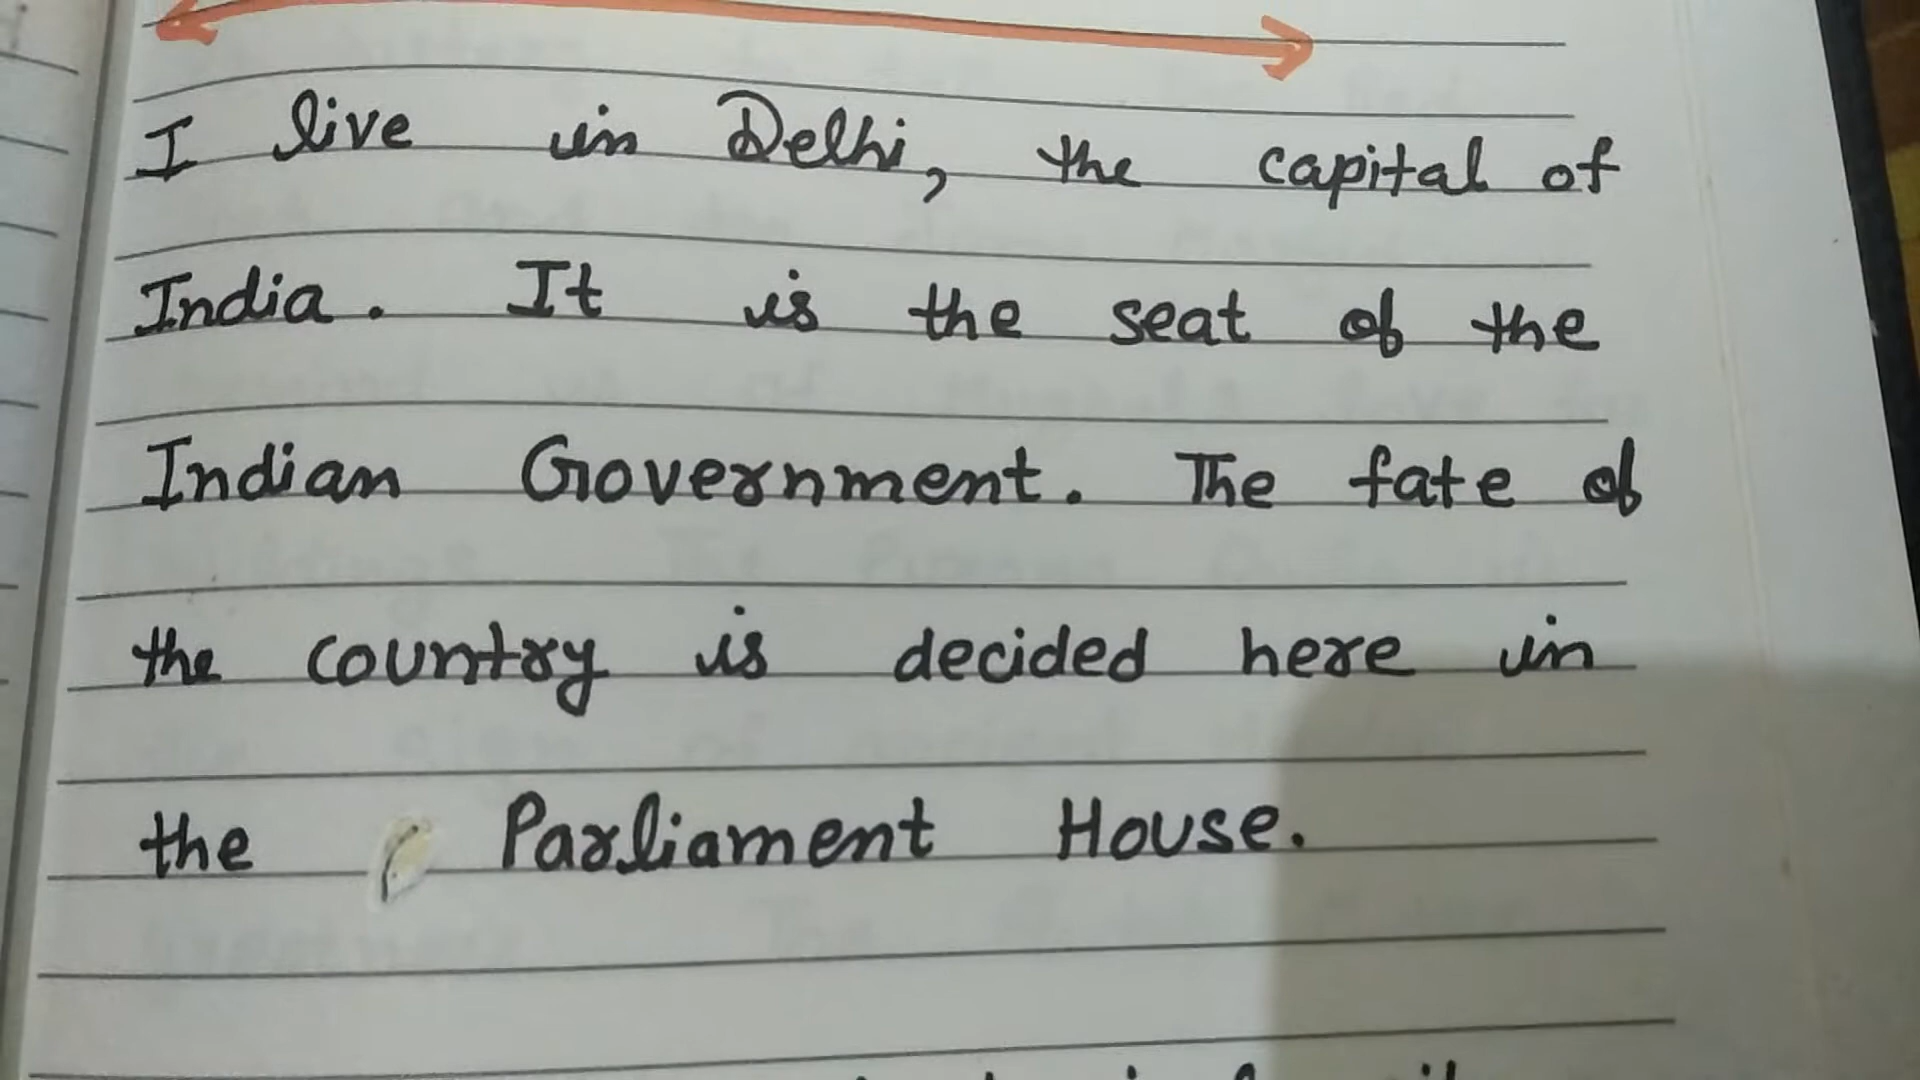 I live in Delhi, the capital of
India. It is the seat of the
Indian Government. The fate of
the country is decided here in
the Parliament House.